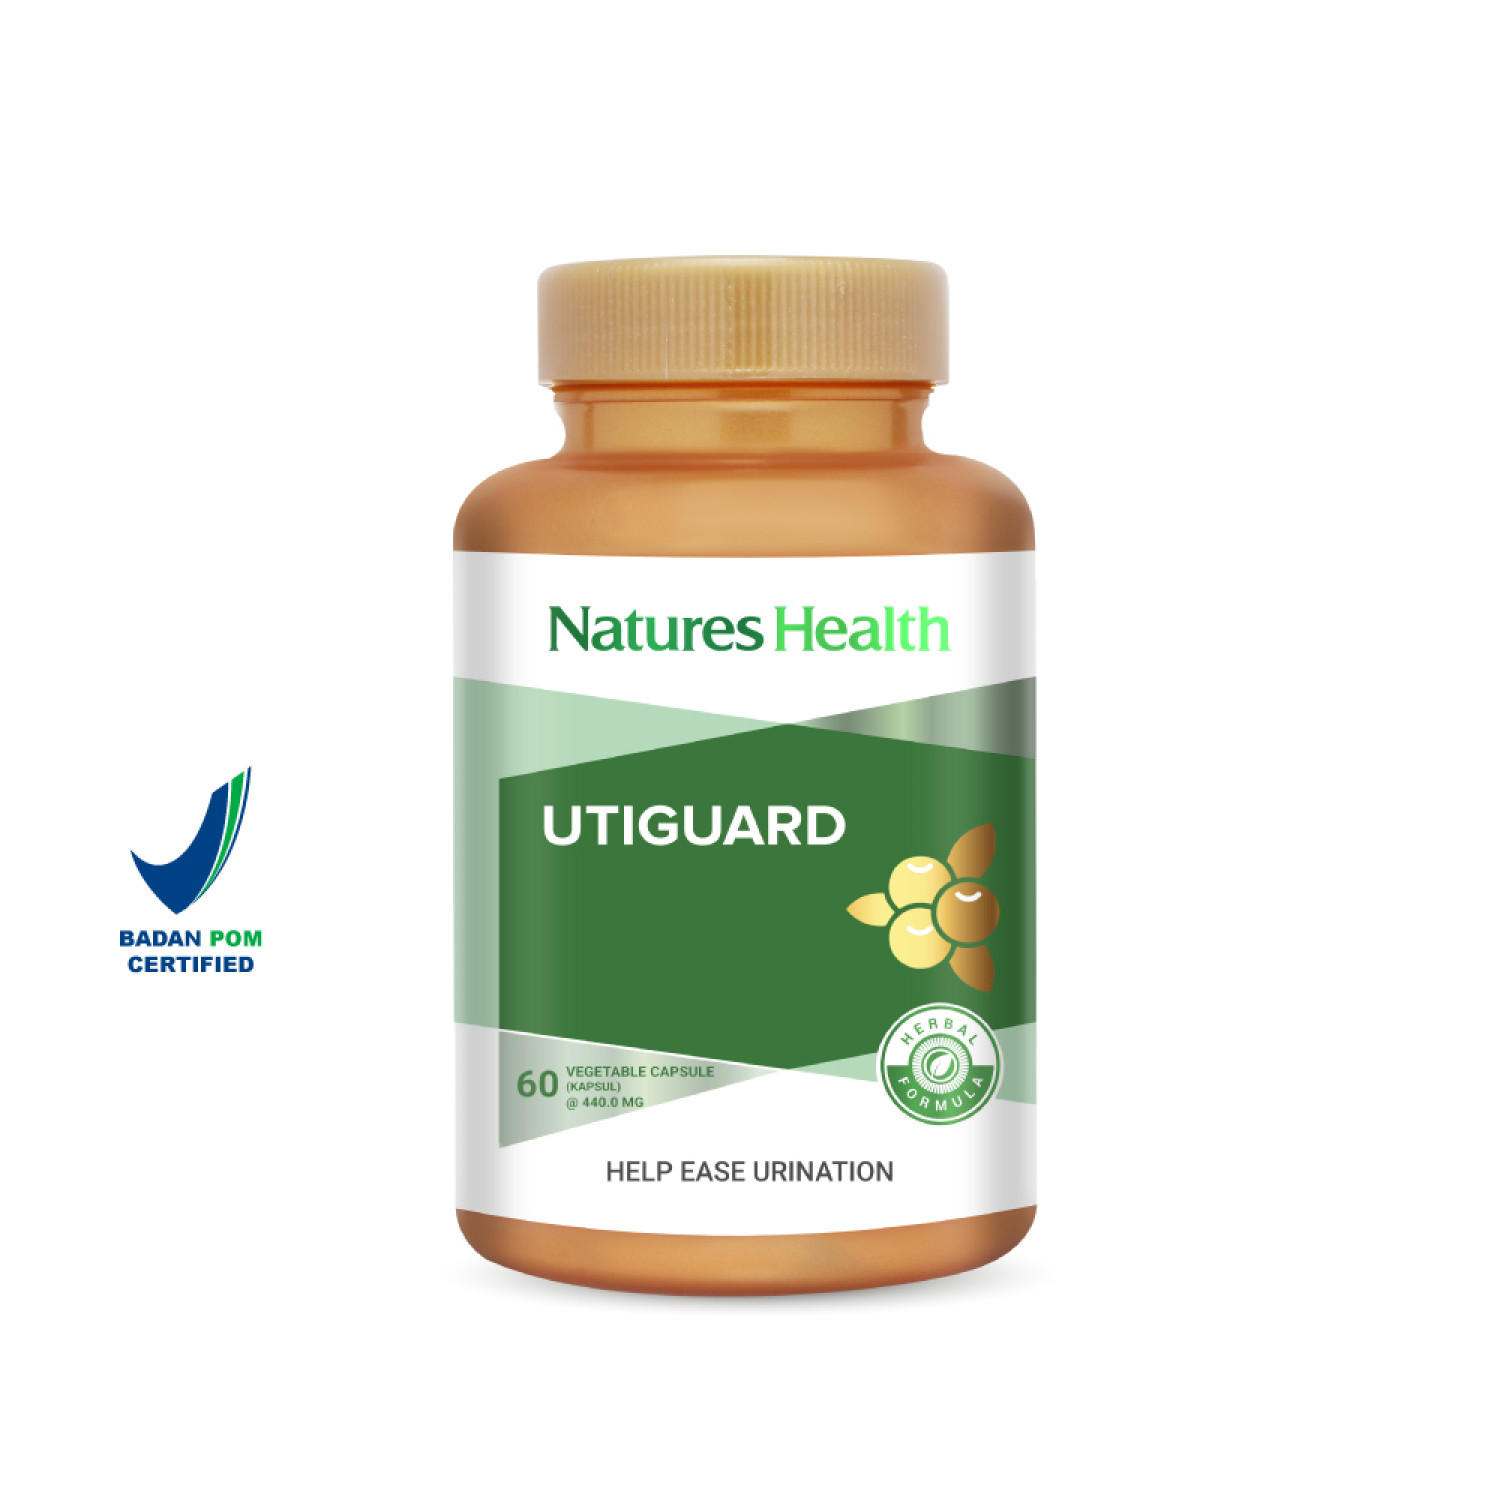 Natures Health
UTIGUARD
HERBAL
FORMULA
60
VEGETABLE CAPSULE
(KAPSUL)
@ 440.0 MG
HELP EASE URINATION
BADAN POM
CERTIFIED